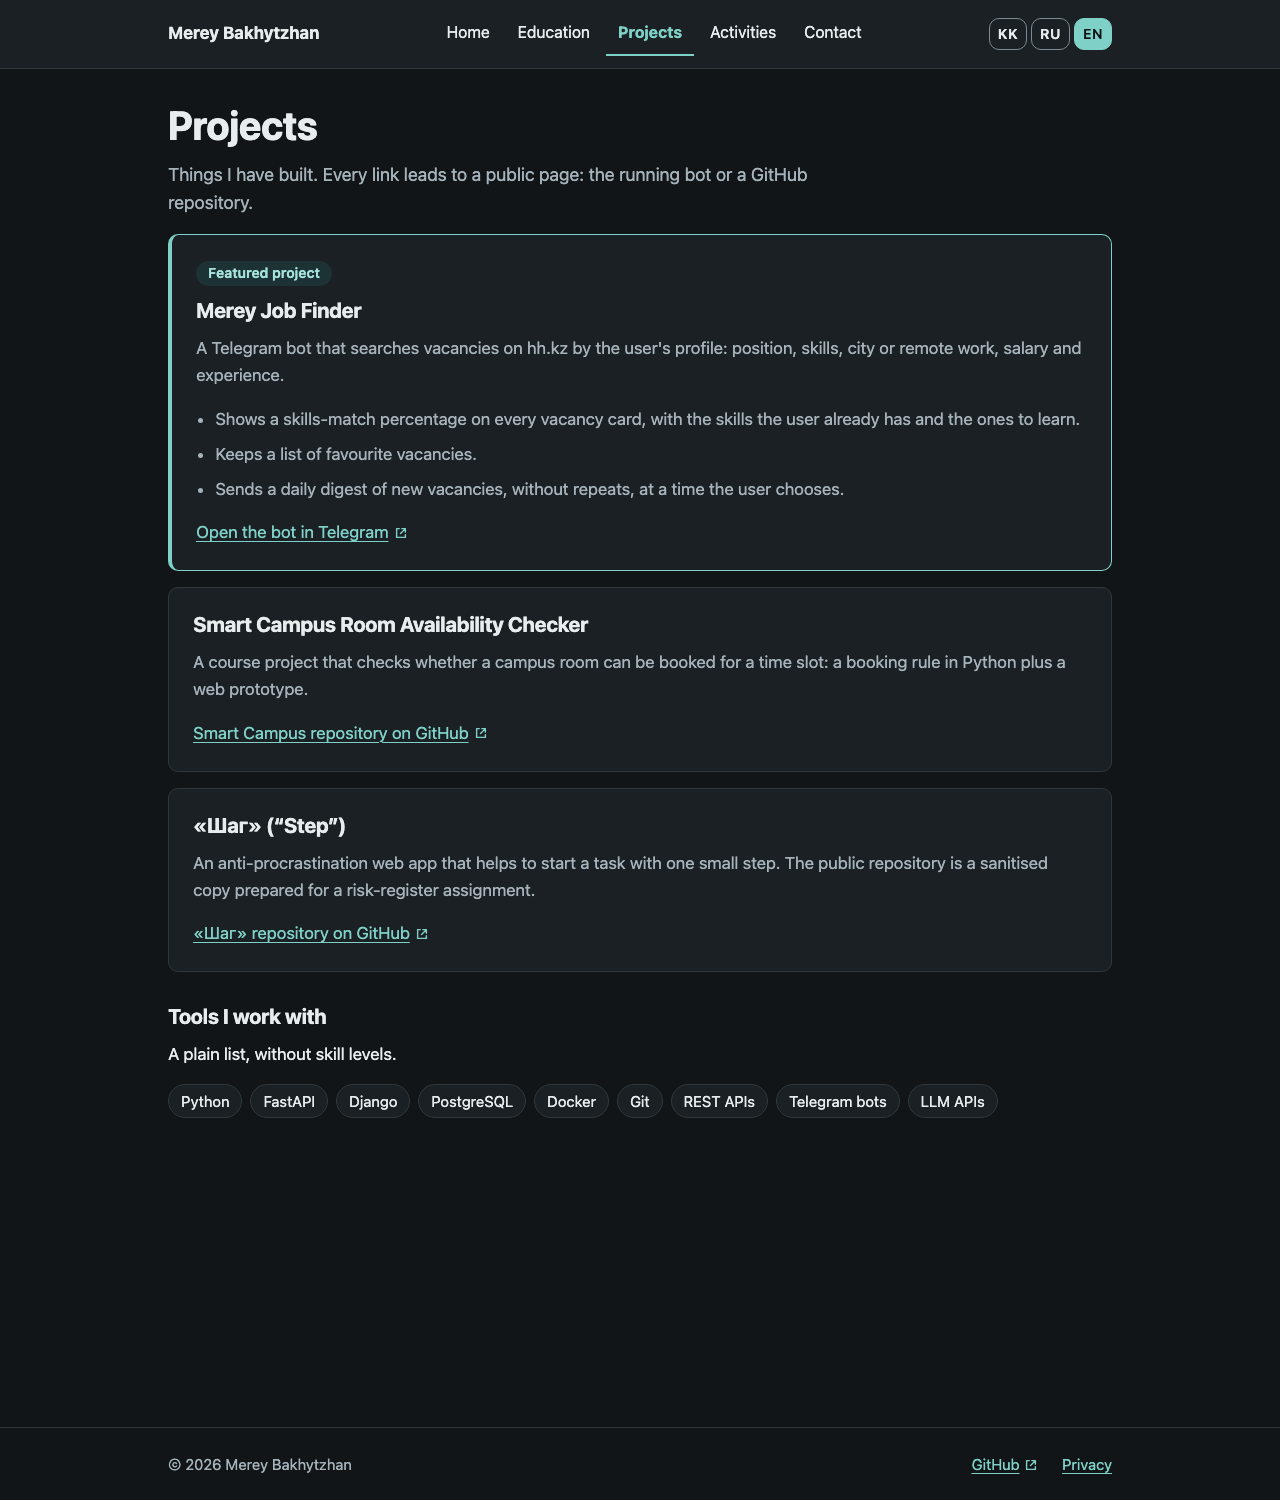 Merey Bakhytzhan
Home Education Projects Activities Contact
KK RU EN
Projects
Things I have built. Every link leads to a public page: the running bot or a GitHub
repository.
Featured project
Merey Job Finder
A Telegram bot that searches vacancies on hh.kz by the user's profile: position, skills, city or remote work, salary and
experience.
• Shows a skills-match percentage on every vacancy card, with the skills the user already has and the ones to learn.
• Keeps a list of favourite vacancies.
• Sends a daily digest of new vacancies, without repeats, at a time the user chooses.
Open the bot in Telegram
Smart Campus Room Availability Checker
A course project that checks whether a campus room can be booked for a time slot: a booking rule in Python plus a
web prototype.
Smart Campus repository on GitHub
«Шаг» (“Step”)
An anti-procrastination web app that helps to start a task with one small step. The public repository is a sanitised
copy prepared for a risk-register assignment.
«Шаг» repository on GitHub
Tools I work with
A plain list, without skill levels.
Python FastAPI Django PostgreSQL Docker Git REST APIs Telegram bots LLM APIs
© 2026 Merey Bakhytzhan
GitHub Privacy